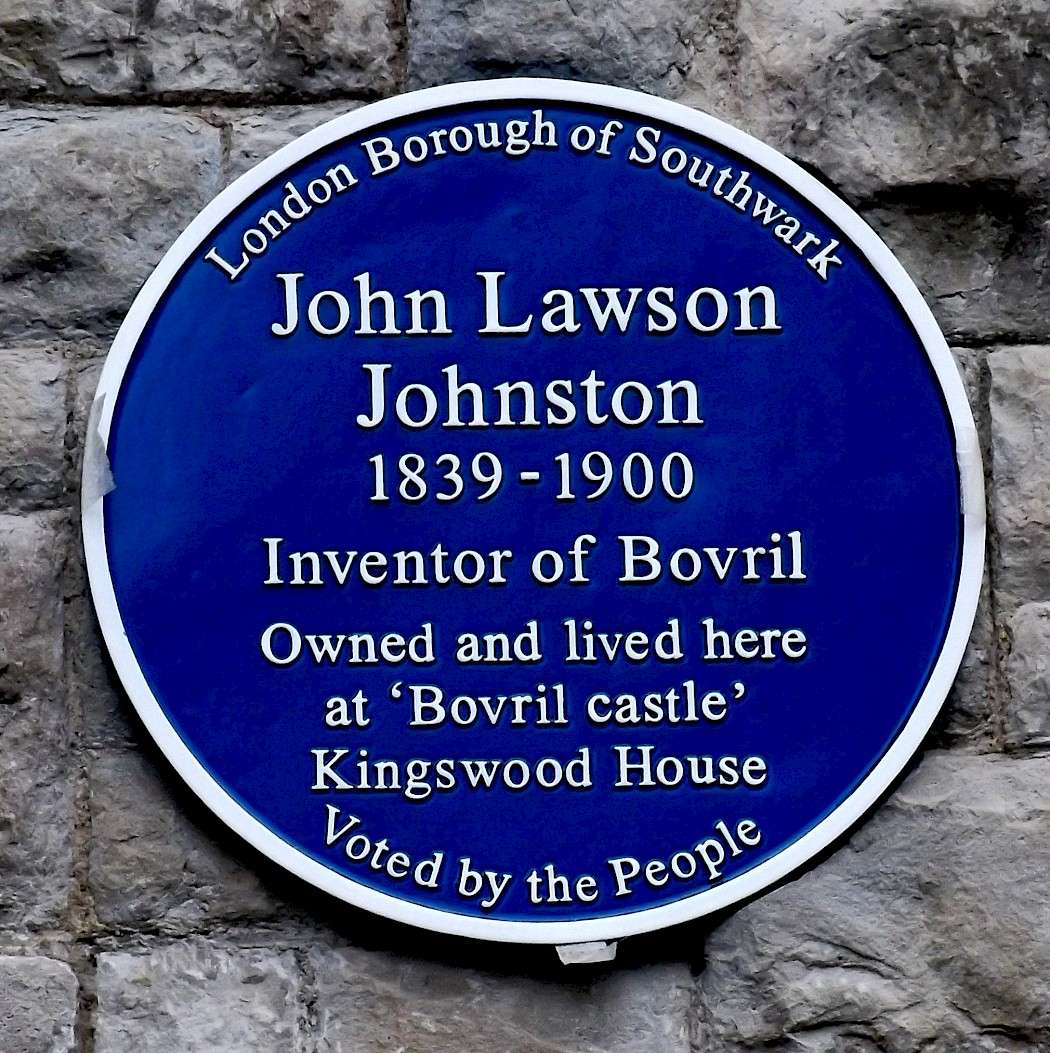 London Borough of Southwark
John Lawson
Johnston
1839 - 1900
Inventor of Bovril
Owned and lived here
at ‘Bovril castle’
Kingswood House
Voted by the People